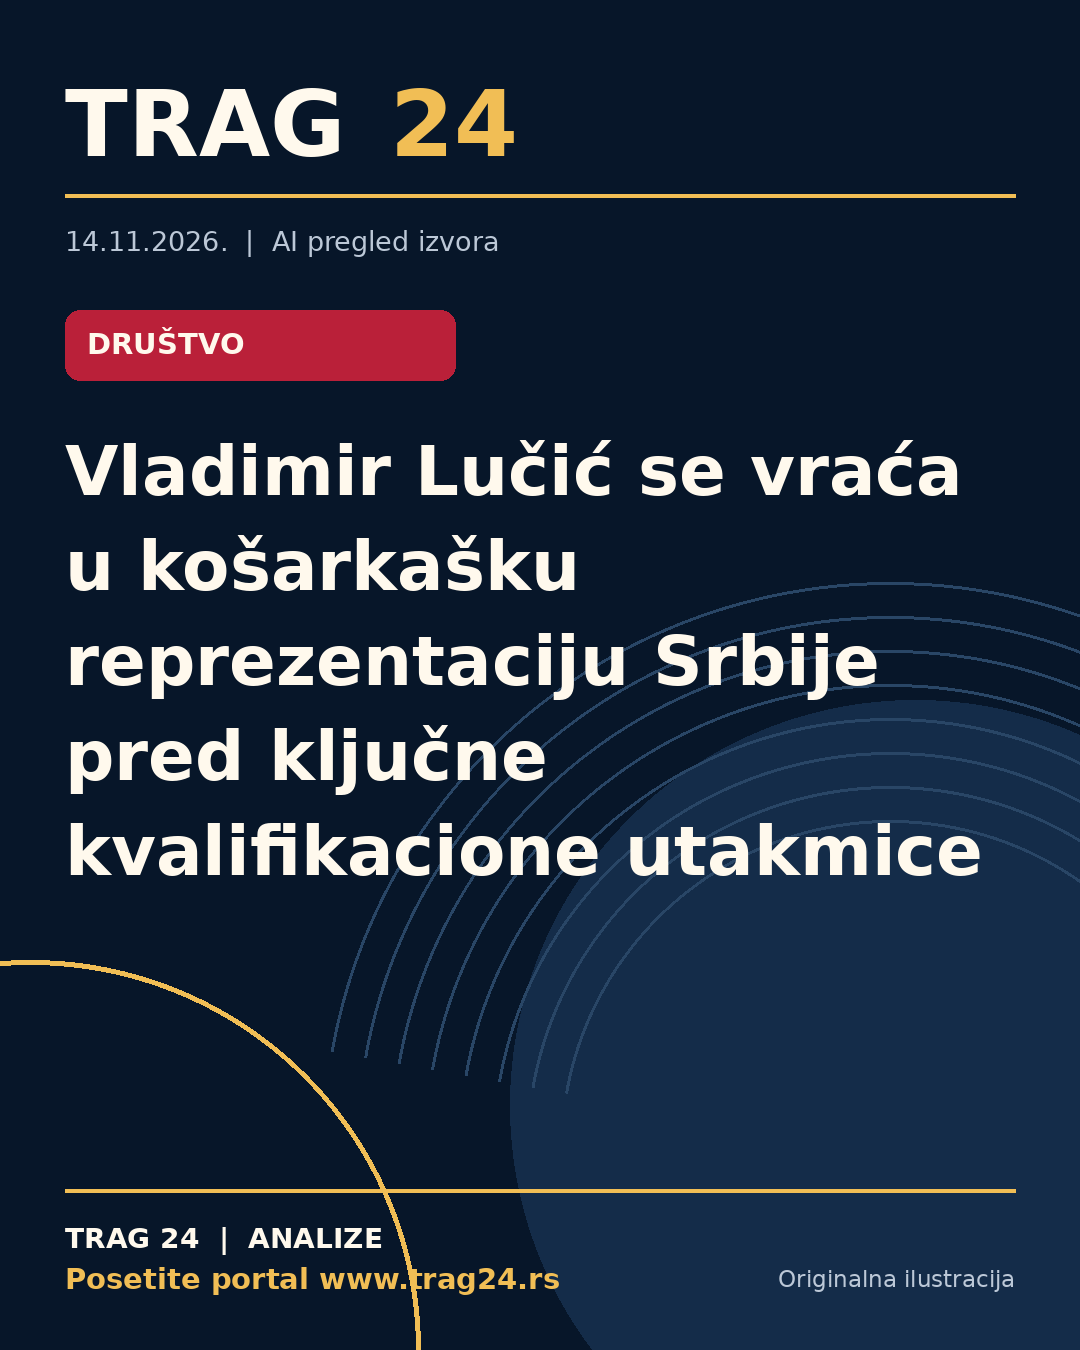 TRAG 24
14.11.2026. | AI pregled izvora
DRUŠTVO
Vladimir Lučić se vraća
u košarkašku
reprezentaciju Srbije
pred ključne
kvalifikacione utakmice
TRAG 24 | ANALIZE
Posetite portal www.trag24.rs
Originalna ilustracija